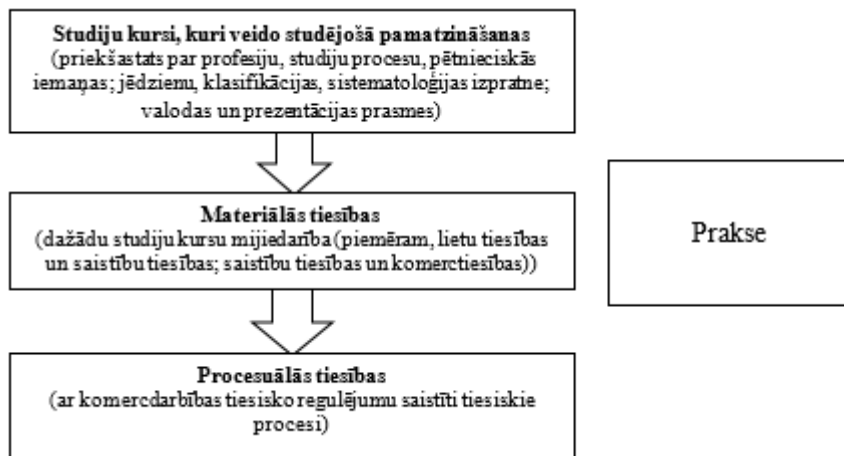 Studiju kursi, kuri veido studējošā pamatzināšanas
(priekšastats par profesiju, studiju procesu, pētnieciskās
iemaņas; jēdzienu, klasifikācijas, sistematoloģijas izpratne;
valodas un prezentācijas prasmes)
Materiālās tiesības
(dažādu studiju kursu mijiedarība (piemēram, lietu tiesības
un saistību tiesības; saistību tiesības un komerctiesības))
Prakse
Procesuālās tiesības
(ar komercdarbības tiesisko regulējumu saistīti tiesiskie
procesi)